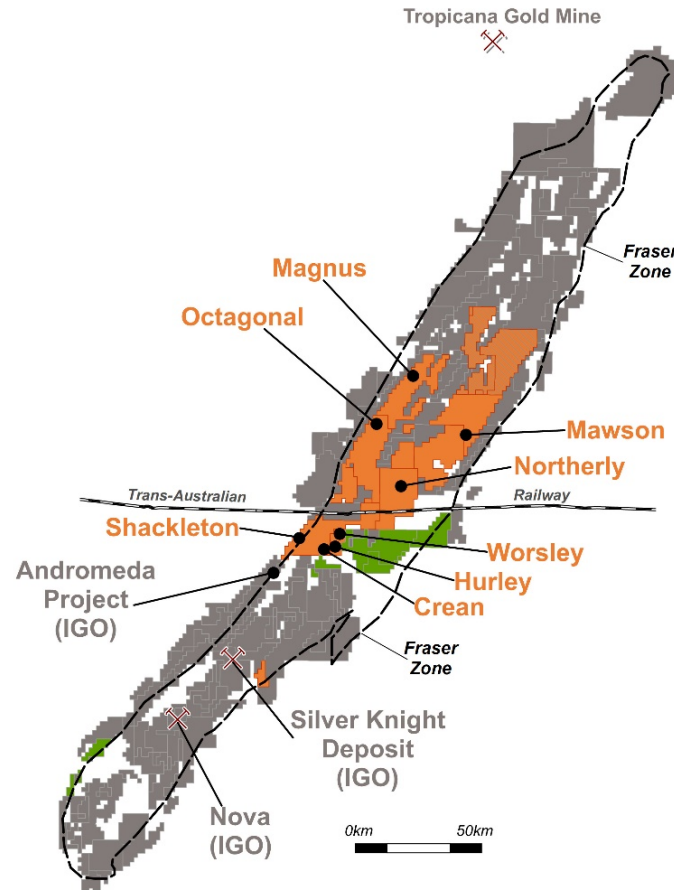 Tropicana Gold Mine
Fraser
Zone
Magnus
Octagonal
Mawson
Northerly
Trans-Australian
Railway
Shackleton
Worsley
Hurley
Crean
Andromeda
Project
(IGO)
Fraser
Zone
Silver Knight
Deposit
(IGO)
Nova
(IGO)
0km
50km